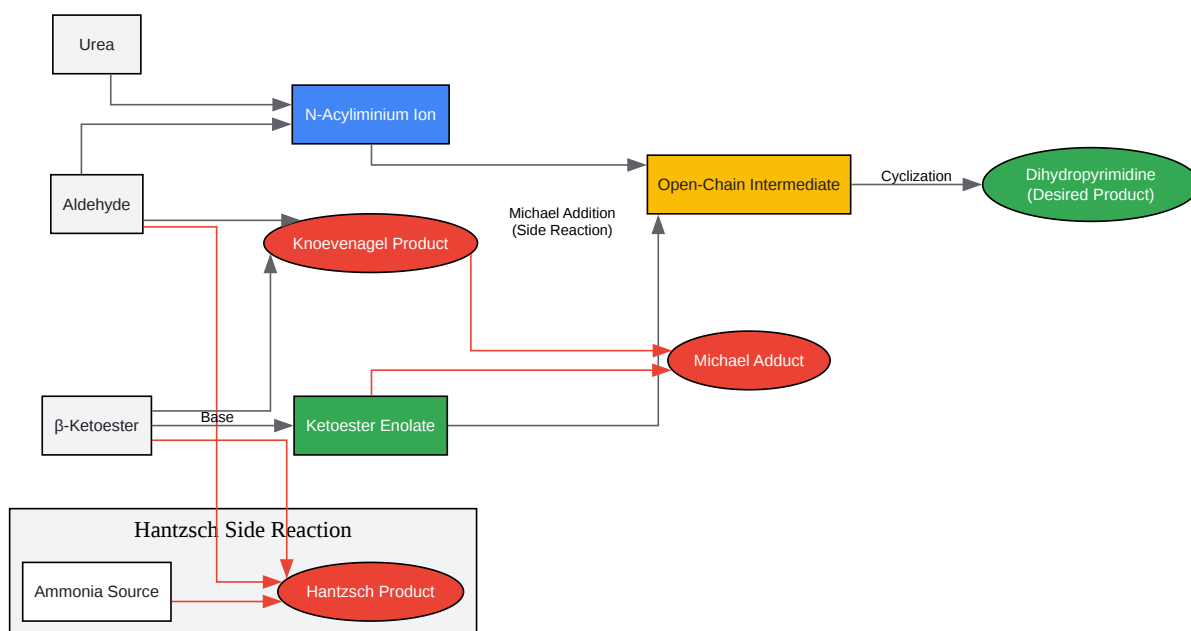 Urea
N-Acyliminium Ion
Aldehyde
Open-Chain Intermediate
Cyclization
Dihydropyrimidine
(Desired Product)
Michael Addition
(Side Reaction)
Knoevenagel Product
Michael Adduct
β-Ketoester
Base
Ketoester Enolate
Hantzsch Side Reaction
Ammonia Source
Hantzsch Product